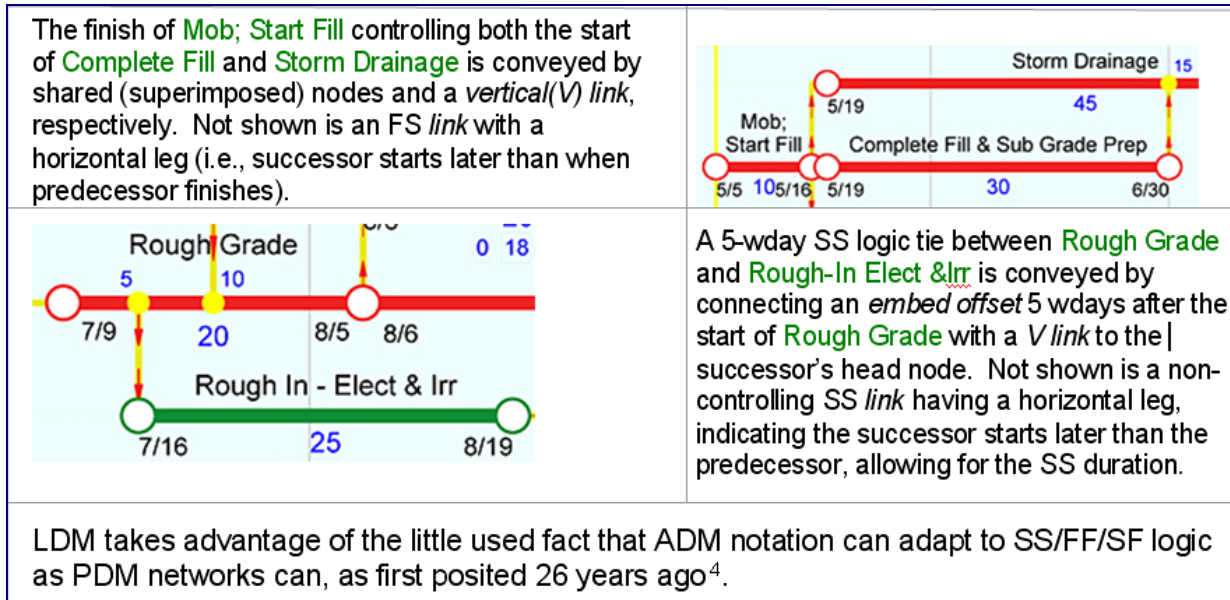 The finish of Mob; Start Fill controlling both the start
of Complete Fill and Storm Drainage is conveyed by
shared (superimposed) nodes and a vertical(V) link,
respectively. Not shown is an FS link with a
horizontal leg (i.e., successor starts later than when
predecessor finishes).
Storm Drainage 15
5/19 45
Mob;
Start Fill Complete Fill & Sub Grade Prep
5/5 10 5/16 5/19 30 6/30
Rough Grade 0 18
5 10
7/9 20 8/5 8/6
Rough In - Elect & Irr
7/16 25 8/19
A 5-wday SS logic tie between Rough Grade
and Rough-In Elect &Irr is conveyed by
connecting an embed offset 5 wdays after the
start of Rough Grade with a V link to the
successor's head node. Not shown is a non-
controlling SS link having a horizontal leg,
indicating the successor starts later than the
predecessor, allowing for the SS duration.
LDM takes advantage of the little used fact that ADM notation can adapt to SS/FF/SF logic
as PDM networks can, as first posited 26 years ago⁴.